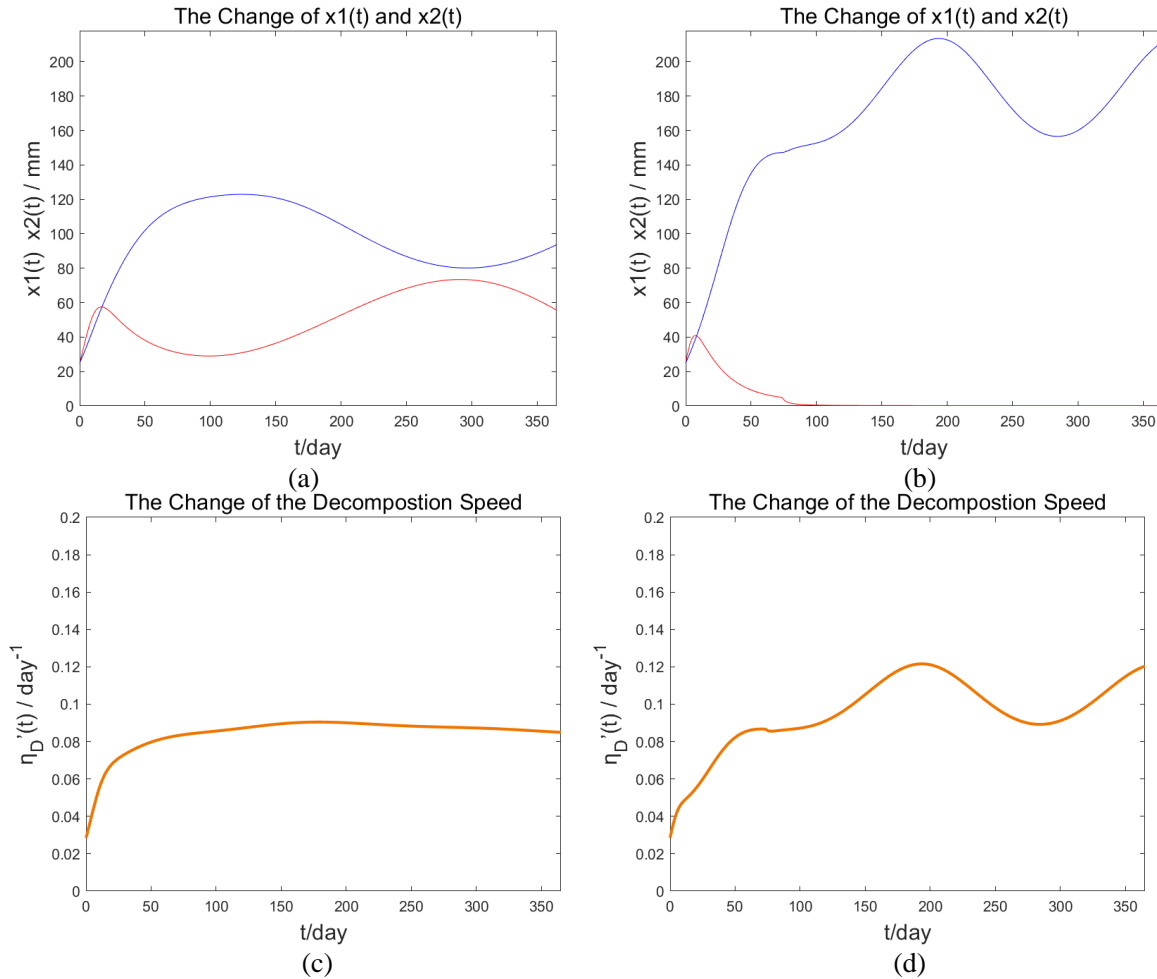 The Change of x1(t) and x2(t)
x1(t) x2(t) / mm
200
180
160
140
120
100
80
60
40
20
0
0 50 100 150 200 250 300 350
t/day
(a)
The Change of x1(t) and x2(t)
x1(t) x2(t) / mm
200
180
160
140
120
100
80
60
40
20
0
0 50 100 150 200 250 300 350
t/day
(b)
The Change of the Decompostion Speed
η_D'(t) / day⁻¹
0.2
0.18
0.16
0.14
0.12
0.1
0.08
0.06
0.04
0.02
0
0 50 100 150 200 250 300 350
t/day
(c)
The Change of the Decompostion Speed
η_D'(t) / day⁻¹
0.2
0.18
0.16
0.14
0.12
0.1
0.08
0.06
0.04
0.02
0
0 50 100 150 200 250 300 350
t/day
(d)